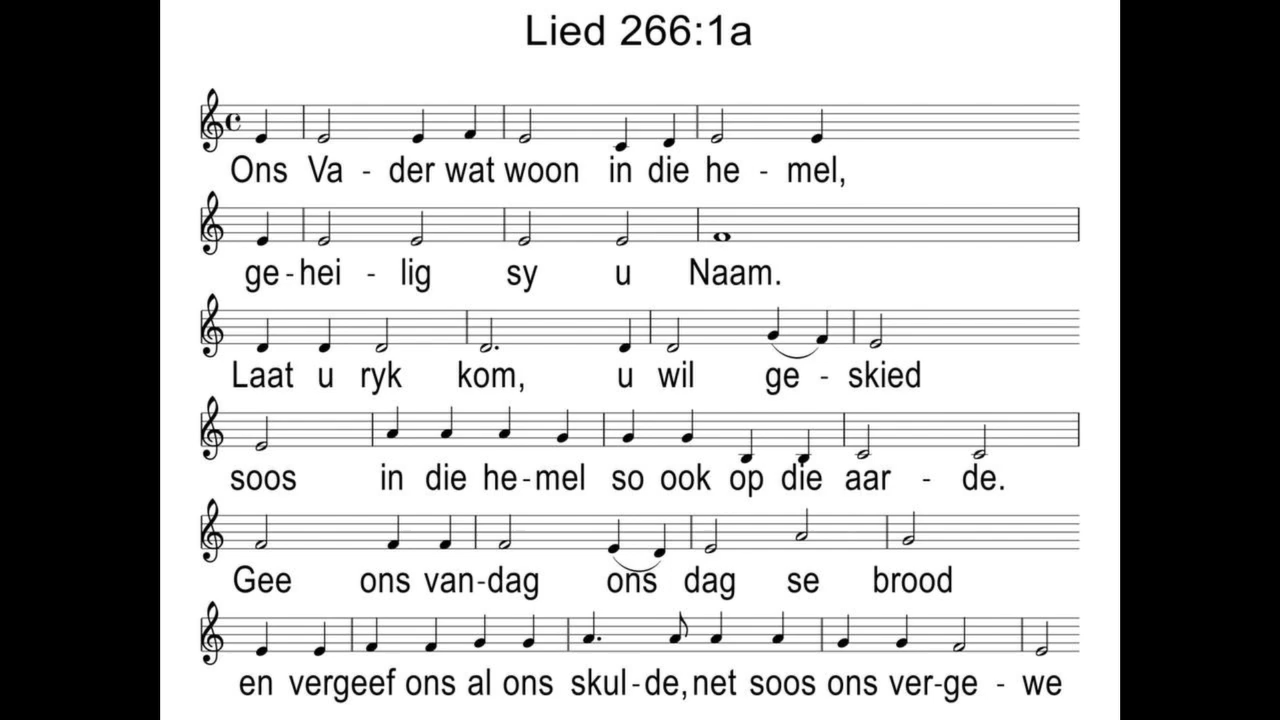 Lied 266:1a
Ons Va - der wat woon in die he - mel,
ge - hei - lig sy u Naam.
Laat u ryk kom, u wil ge - skied
soos in die he - mel so ook op die aar - de.
Gee ons van - dag ons dag se brood
en vergeef ons al ons skul - de, net soos ons ver - ge - we